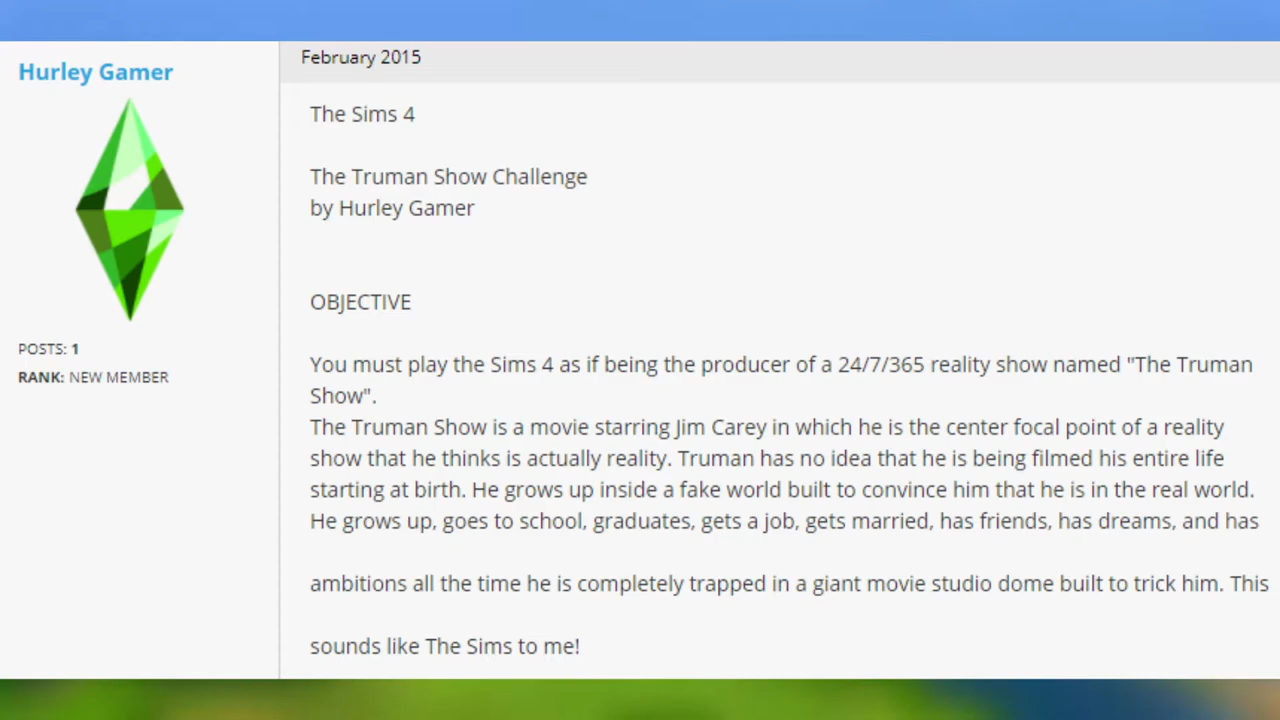 Hurley Gamer
POSTS: 1
RANK: NEW MEMBER
February 2015
The Sims 4
The Truman Show Challenge
by Hurley Gamer
OBJECTIVE
You must play the Sims 4 as if being the producer of a 24/7/365 reality show named "The Truman
Show".
The Truman Show is a movie starring Jim Carey in which he is the center focal point of a reality
show that he thinks is actually reality. Truman has no idea that he is being filmed his entire life
starting at birth. He grows up inside a fake world built to convince him that he is in the real world.
He grows up, goes to school, graduates, gets a job, gets married, has friends, has dreams, and has
ambitions all the time he is completely trapped in a giant movie studio dome built to trick him. This
sounds like The Sims to me!